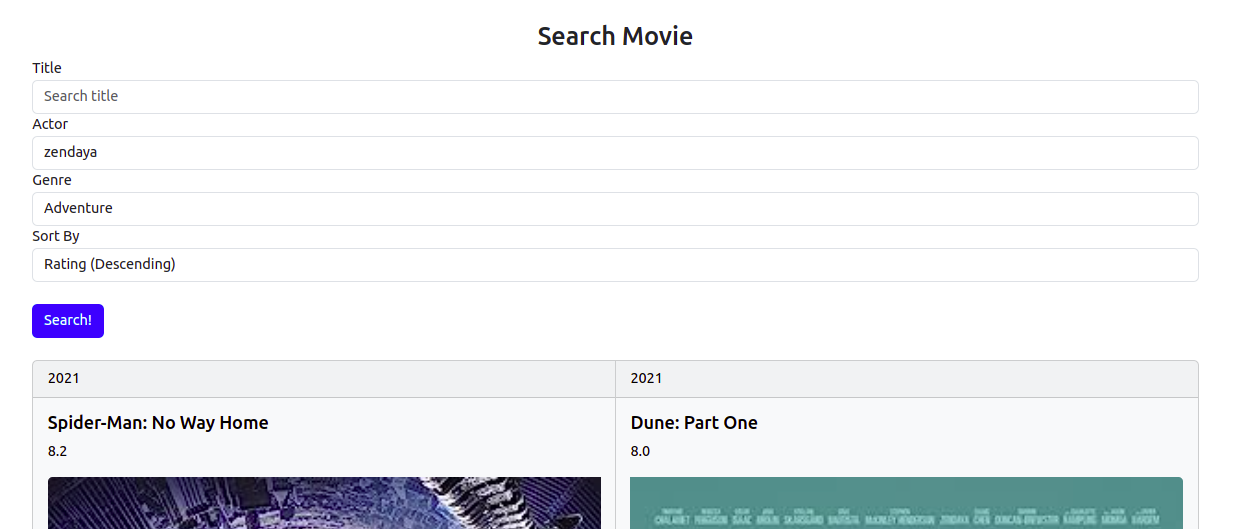 Search Movie
Title
Search title
Actor
zendaya
Genre
Adventure
Sort By
Rating (Descending)
Search!
2021
2021
Spider-Man: No Way Home
Dune: Part One
8.2
8.0
CHALAMET FERGUSON ISAAC BROLIN SKARSGÅRD BAUTISTA McKINLEY HENDERSON ZENDAYA CHEN DUNCAN-BREWSTER RAMPLING MOMOA BARDEM